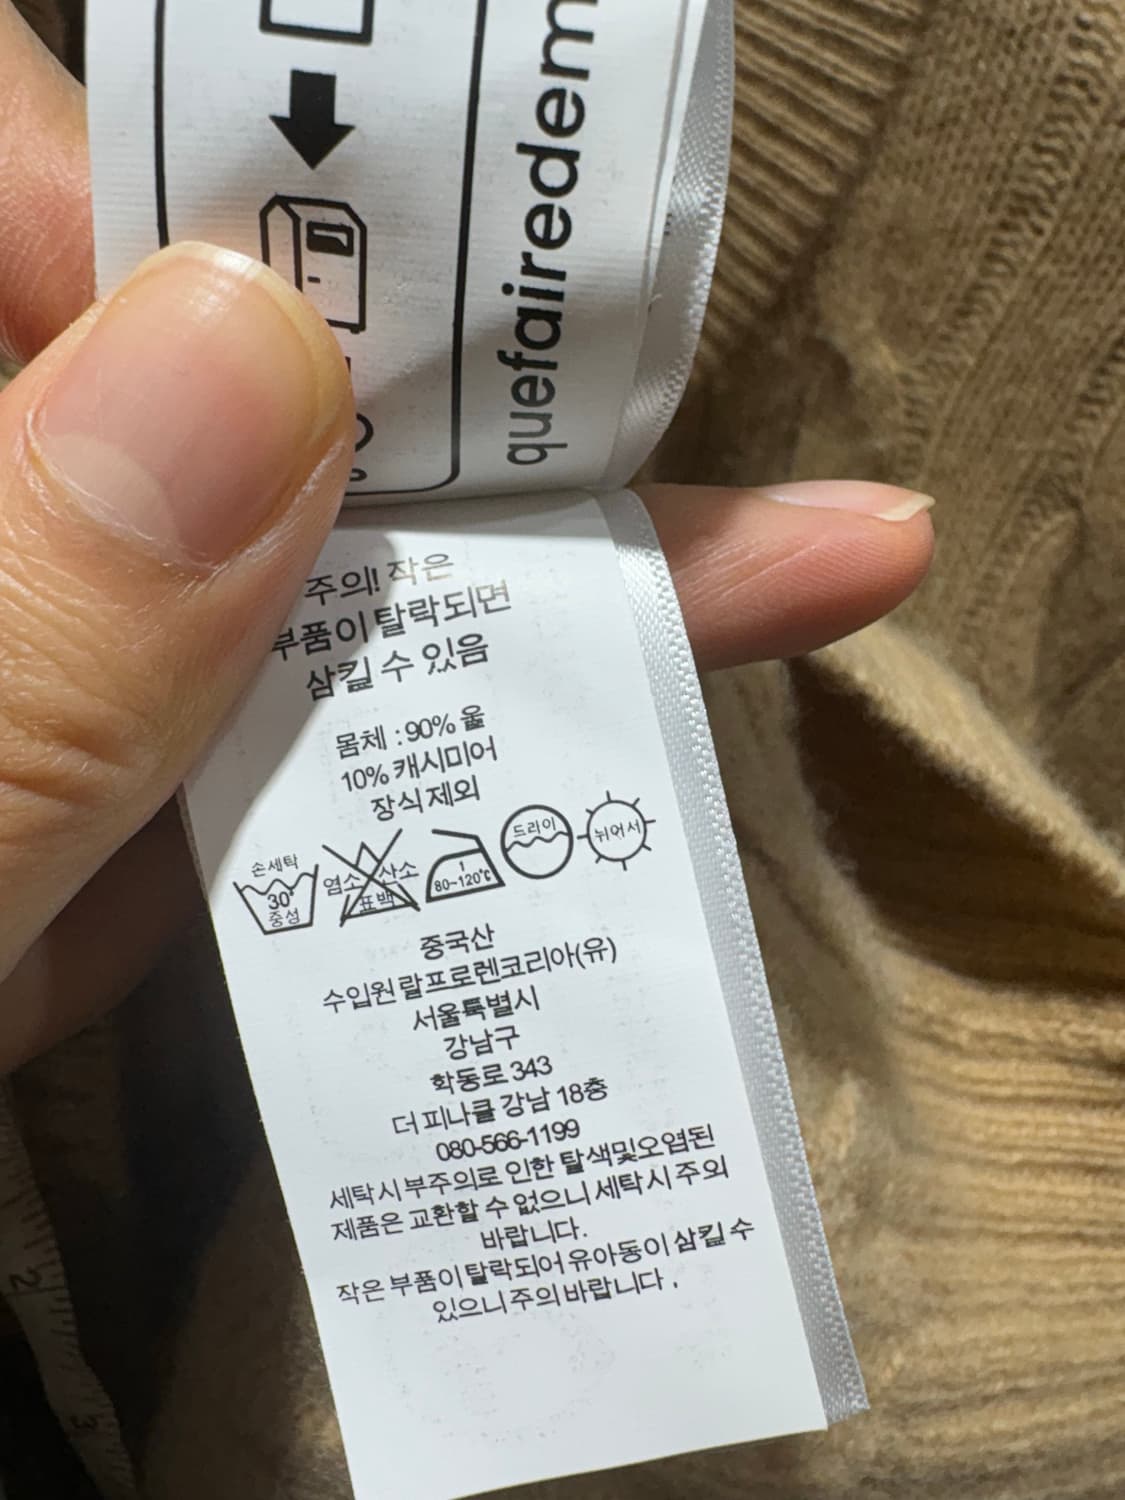 quefairedem
주의! 작은
부품이 탈락되면
삼킬 수 있음
몸체 : 90% 울
10% 캐시미어
장식 제외
손세탁
30°
중성
염소 산소
표백
1
80~120℃
드라이
뉘어서
중국산
수입원 랄프로렌코리아(유)
서울특별시
강남구
학동로 343
더 피나클 강남 18층
080-566-1199
세탁 시 부주의로 인한 탈색및오염된
제품은 교환할 수 없으니 세탁 시 주의
바랍니다.
작은 부품이 탈락되어 유아동이 삼킬 수
있으니 주의 바랍니다 .
2
3